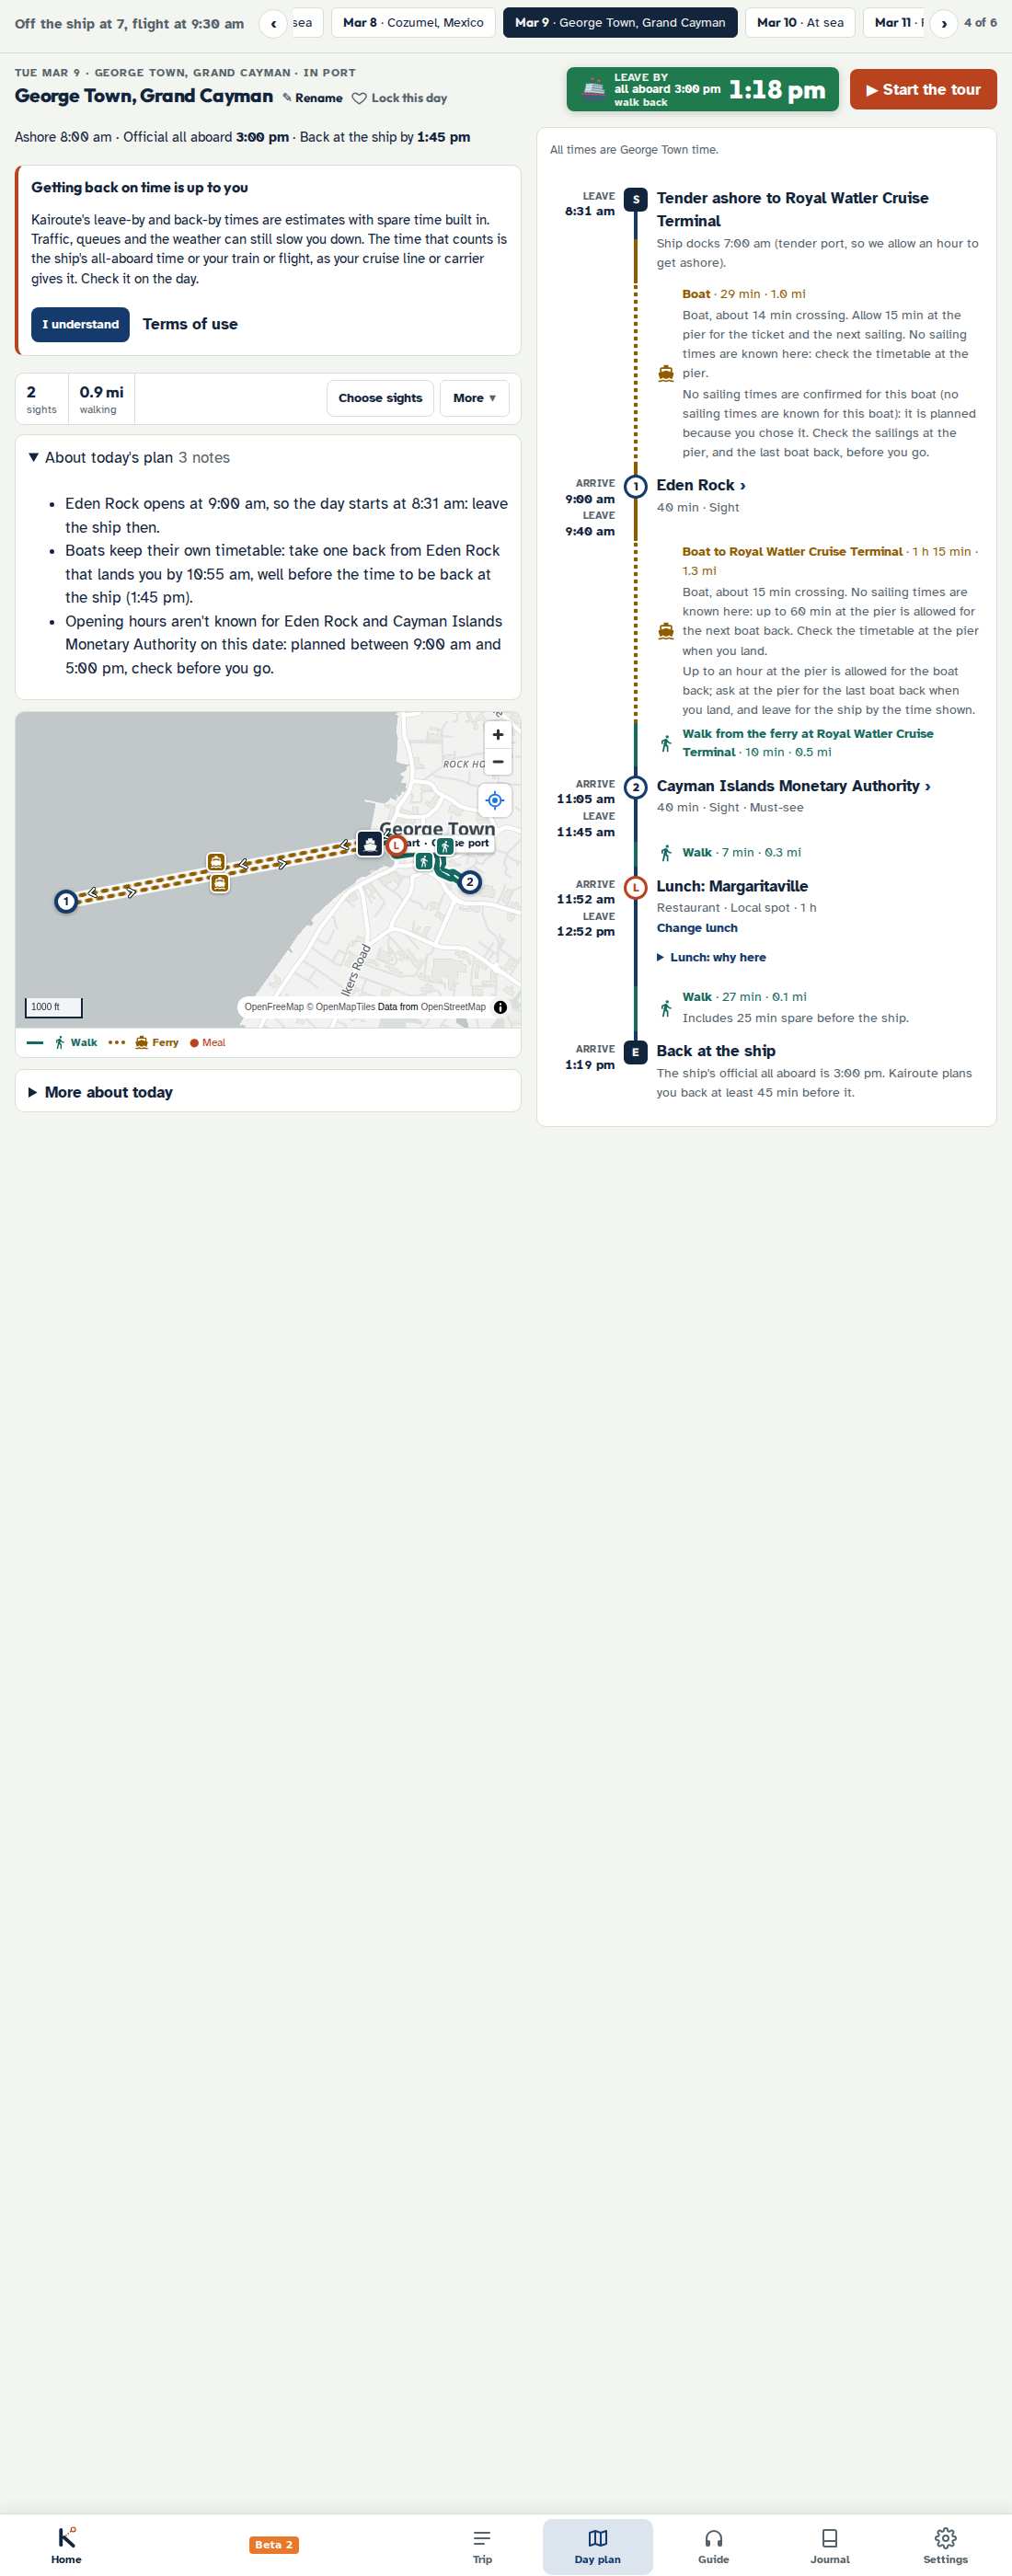 Off the ship at 7, flight at 9:30 am
sea
Mar 8 · Cozumel, Mexico
Mar 9 · George Town, Grand Cayman
Mar 10 · At sea
Mar 11 ·
4 of 6
TUE MAR 9 · GEORGE TOWN, GRAND CAYMAN · IN PORT
George Town, Grand Cayman
Rename
Lock this day
LEAVE BY
all aboard 3:00 pm
walk back
1:18 pm
Start the tour
Ashore 8:00 am · Official all aboard 3:00 pm · Back at the ship by 1:45 pm
Getting back on time is up to you
Kairoute's leave-by and back-by times are estimates with spare time built in.
Traffic, queues and the weather can still slow you down. The time that counts is
the ship's all-aboard time or your train or flight, as your cruise line or carrier
gives it. Check it on the day.
I understand
Terms of use
2
sights
0.9 mi
walking
Choose sights
More
About today's plan 3 notes
• Eden Rock opens at 9:00 am, so the day starts at 8:31 am: leave
the ship then.
• Boats keep their own timetable: take one back from Eden Rock
that lands you by 10:55 am, well before the time to be back at
the ship (1:45 pm).
• Opening hours aren't known for Eden Rock and Cayman Islands
Monetary Authority on this date: planned between 9:00 am and
5:00 pm, check before you go.
ROCK HO
George Town
art · C
se port
L
1
2
lkers Road
1000 ft
OpenFreeMap © OpenMapTiles Data from OpenStreetMap
Walk
Ferry
Meal
More about today
All times are George Town time.
LEAVE
8:31 am
S
Tender ashore to Royal Watler Cruise
Terminal
Ship docks 7:00 am (tender port, so we allow an hour to
get ashore).
Boat · 29 min · 1.0 mi
Boat, about 14 min crossing. Allow 15 min at the
pier for the ticket and the next sailing. No sailing
times are known here: check the timetable at the
pier.
No sailing times are confirmed for this boat (no
sailing times are known for this boat): it is planned
because you chose it. Check the sailings at the
pier, and the last boat back, before you go.
ARRIVE
9:00 am
LEAVE
9:40 am
1
Eden Rock ›
40 min · Sight
Boat to Royal Watler Cruise Terminal · 1 h 15 min ·
1.3 mi
Boat, about 15 min crossing. No sailing times are
known here: up to 60 min at the pier is allowed for
the next boat back. Check the timetable at the pier
when you land.
Up to an hour at the pier is allowed for the boat
back; ask at the pier for the last boat back when
you land, and leave for the ship by the time shown.
Walk from the ferry at Royal Watler Cruise
Terminal · 10 min · 0.5 mi
ARRIVE
11:05 am
LEAVE
11:45 am
2
Cayman Islands Monetary Authority ›
40 min · Sight · Must-see
Walk · 7 min · 0.3 mi
ARRIVE
11:52 am
LEAVE
12:52 pm
L
Lunch: Margaritaville
Restaurant · Local spot · 1 h
Change lunch
Lunch: why here
Walk · 27 min · 0.1 mi
Includes 25 min spare before the ship.
ARRIVE
1:19 pm
E
Back at the ship
The ship's official all aboard is 3:00 pm. Kairoute plans
you back at least 45 min before it.
Home
Beta 2
Trip
Day plan
Guide
Journal
Settings